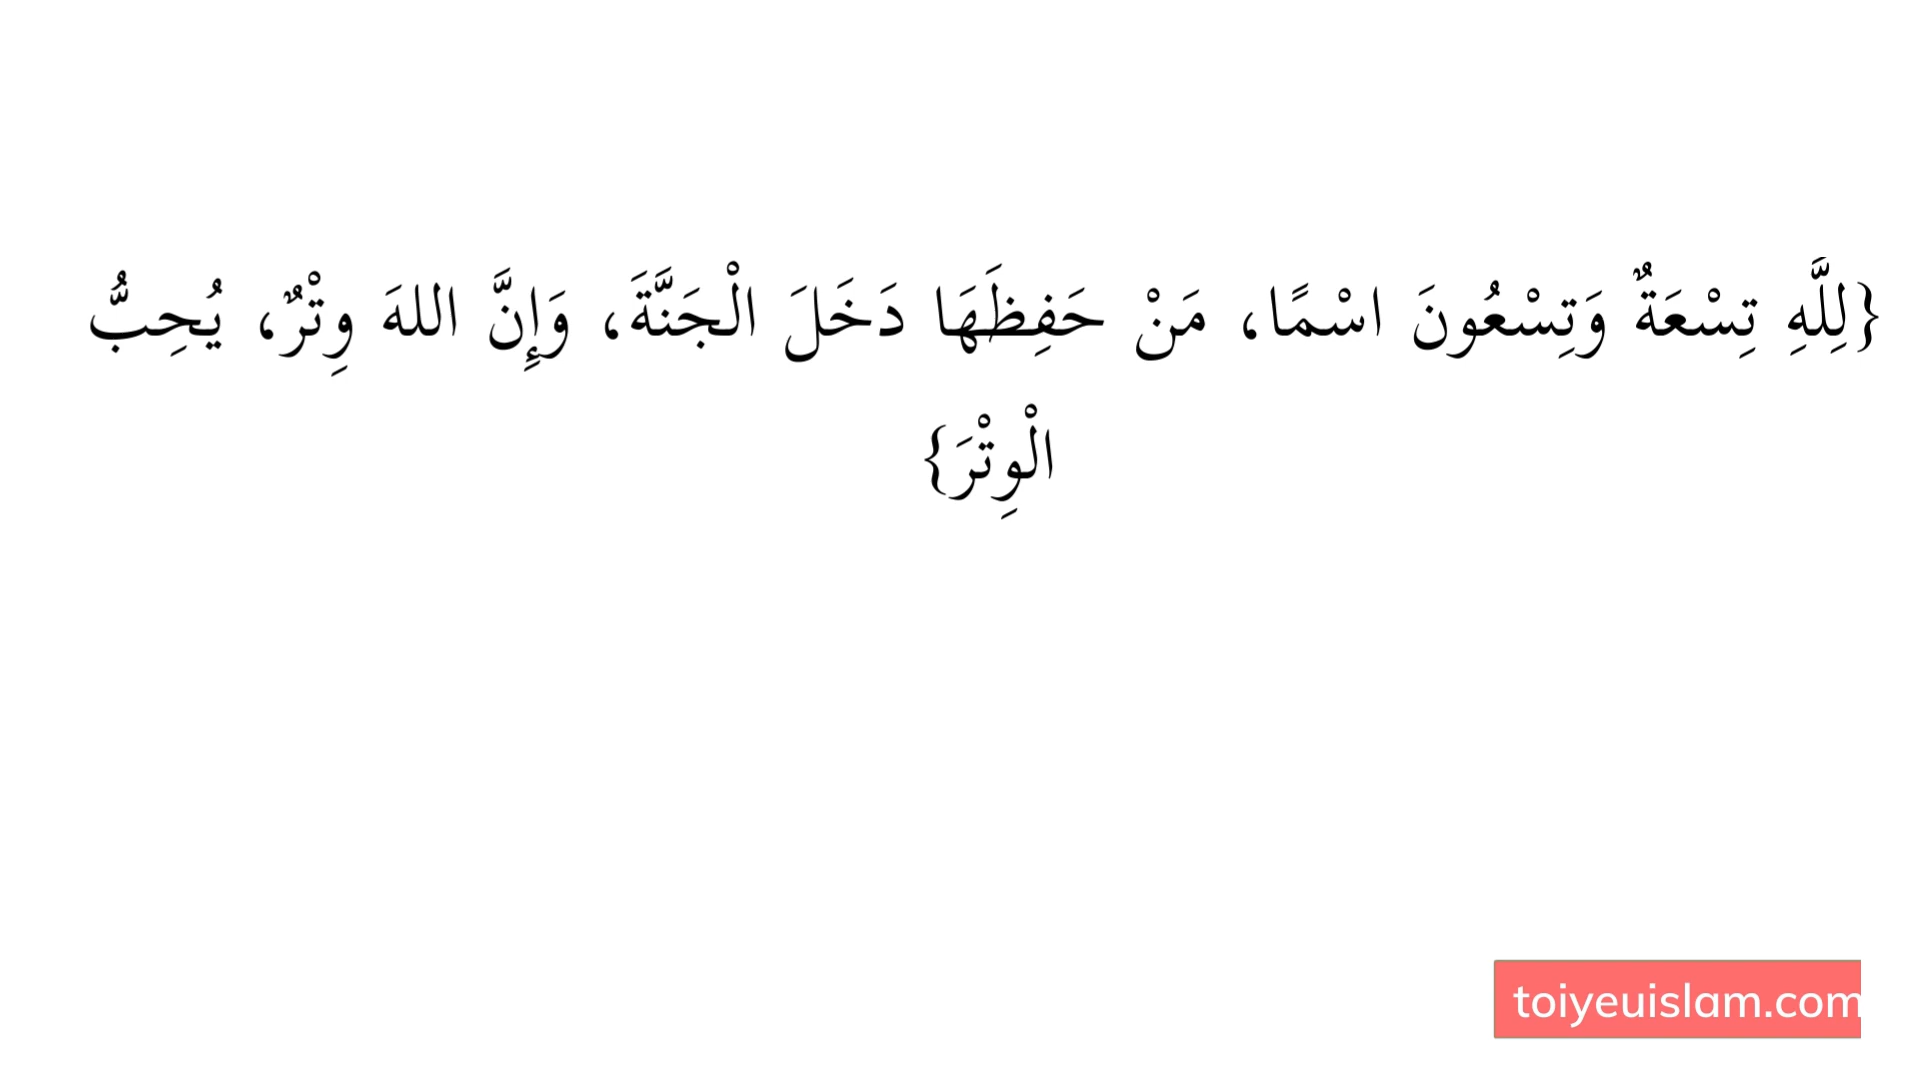 {لِلَّهِ تِسْعَةٌ وَتِسْعُونَ اسْمًا، مَنْ حَفِظَهَا دَخَلَ الْجَنَّةَ، وَإِنَّ اللهَ وِتْرٌ، يُحِبُّ
الْوِتْرَ}
toiyeuislam.com